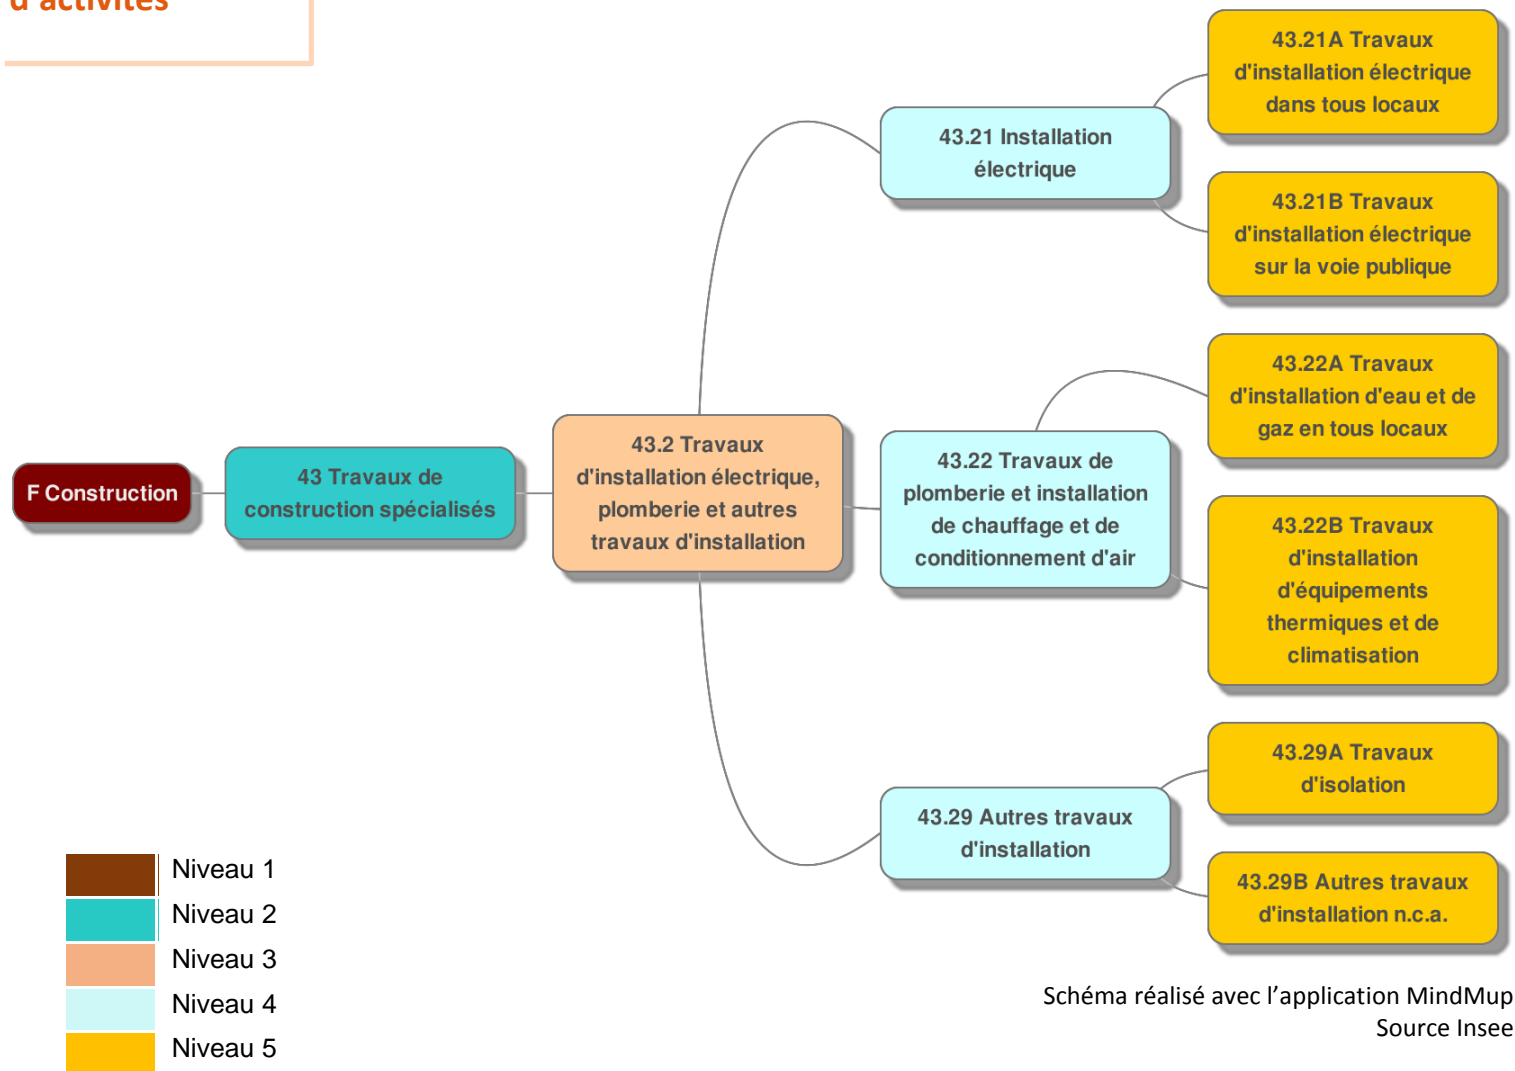 d'activités
43.21A Travaux
d'installation électrique
dans tous locaux
43.21 Installation
électrique
43.21B Travaux
d'installation électrique
sur la voie publique
43.22A Travaux
d'installation d'eau et de
gaz en tous locaux
F Construction
43 Travaux de
construction spécialisés
43.2 Travaux
d'installation électrique,
plomberie et autres
travaux d'installation
43.22 Travaux de
plomberie et installation
de chauffage et de
conditionnement d'air
43.22B Travaux
d'installation
d'équipements
thermiques et de
climatisation
43.29A Travaux
d'isolation
43.29 Autres travaux
d'installation
43.29B Autres travaux
d'installation n.c.a.
Niveau 1
Niveau 2
Niveau 3
Niveau 4
Niveau 5
Schéma réalisé avec l’application MindMup
Source Insee